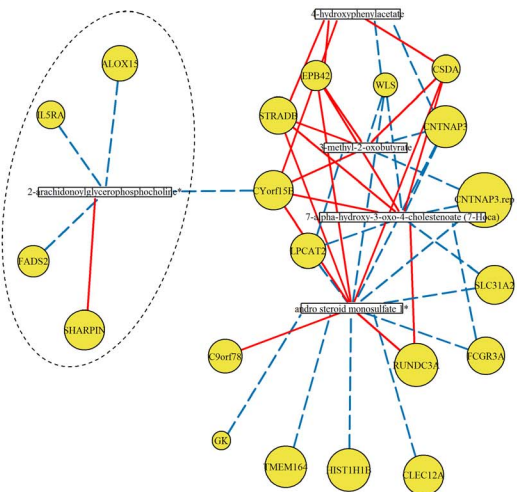 4-hydroxyphenylacetate
ALOX15
EPB42
WLS
CSDA
IL5RA
STRADB
CNTNAP3
3-methyl-2-oxobutyrate
2-arachidonoylglycerophosphocholine*
CYorf15B
CNTNAP3.rep
7-alpha-hydroxy-3-oxo-4-cholestenoate (7-Hoca)
LPCAT2
FADS2
SLC31A2
andro steroid monosulfate 1*
SHARPIN
C9orf78
RUNDC3A
FCGR3A
GK
TMEM164
HIST1H1E
CLEC12A